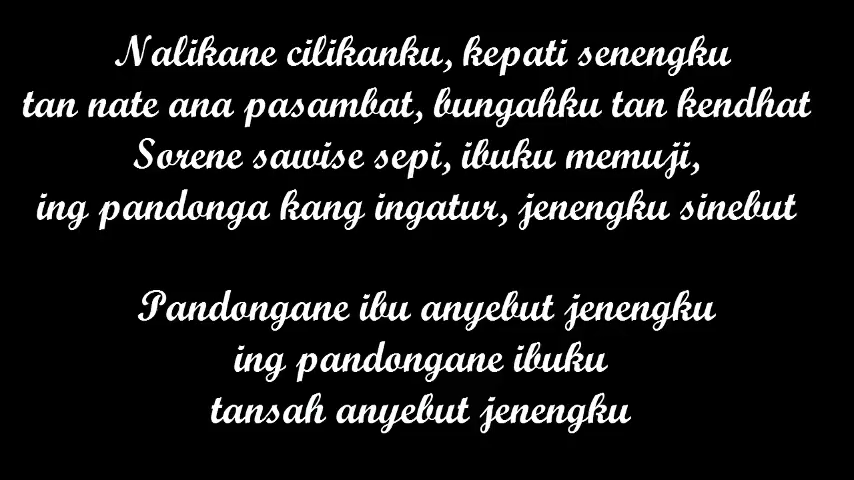 Nalikane cilikanku, kepati senengku
tan nate ana pasambat, bungahku tan kendhat
Sorene sawise sepi, ibuku memuji,
ing pandonga kang ingatur, jenengku sinebut
Pandongane ibu anyebut jenengku
ing pandongane ibuku
tansah anyebut jenengku